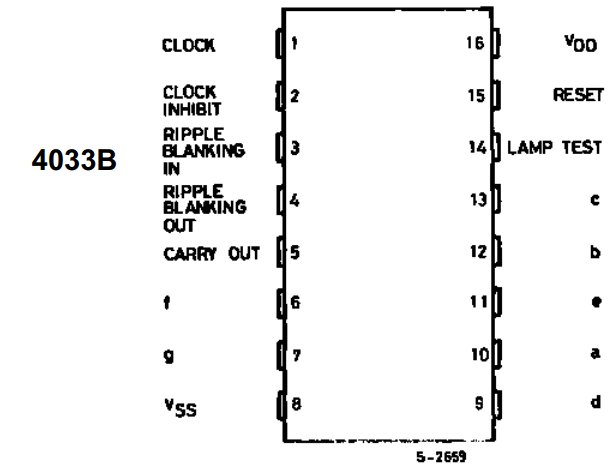 CLOCK 1 16 VDD
CLOCK INHIBIT 2 15 RESET
4033B
RIPPLE BLANKING IN 3 14 LAMP TEST
RIPPLE BLANKING OUT 4 13 c
CARRY OUT 5 12 b
f 6 11 e
g 7 10 a
VSS 8 9 d
5-2659